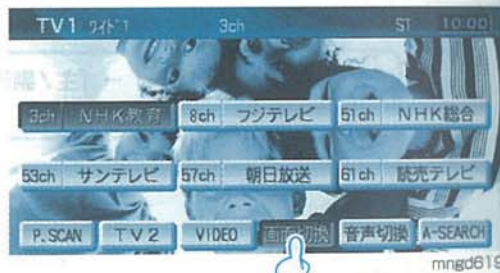 TV1 ワイド1 3ch ST 10:00
3ch NHK教育 8ch フジテレビ 51ch NHK総合
53ch サンテレビ 57ch 朝日放送 61ch 読売テレビ
P.SCAN TV2 VIDEO 画面切換 音声切換 A-SEARCH
mngd619